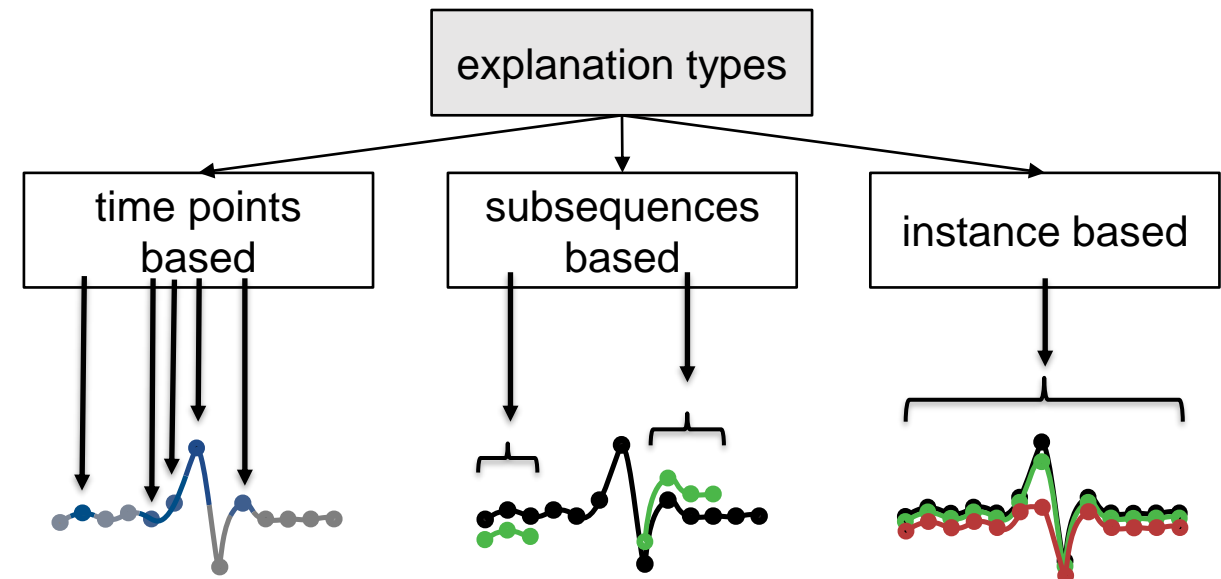 explanation types
time points
based
subsequences
based
instance based